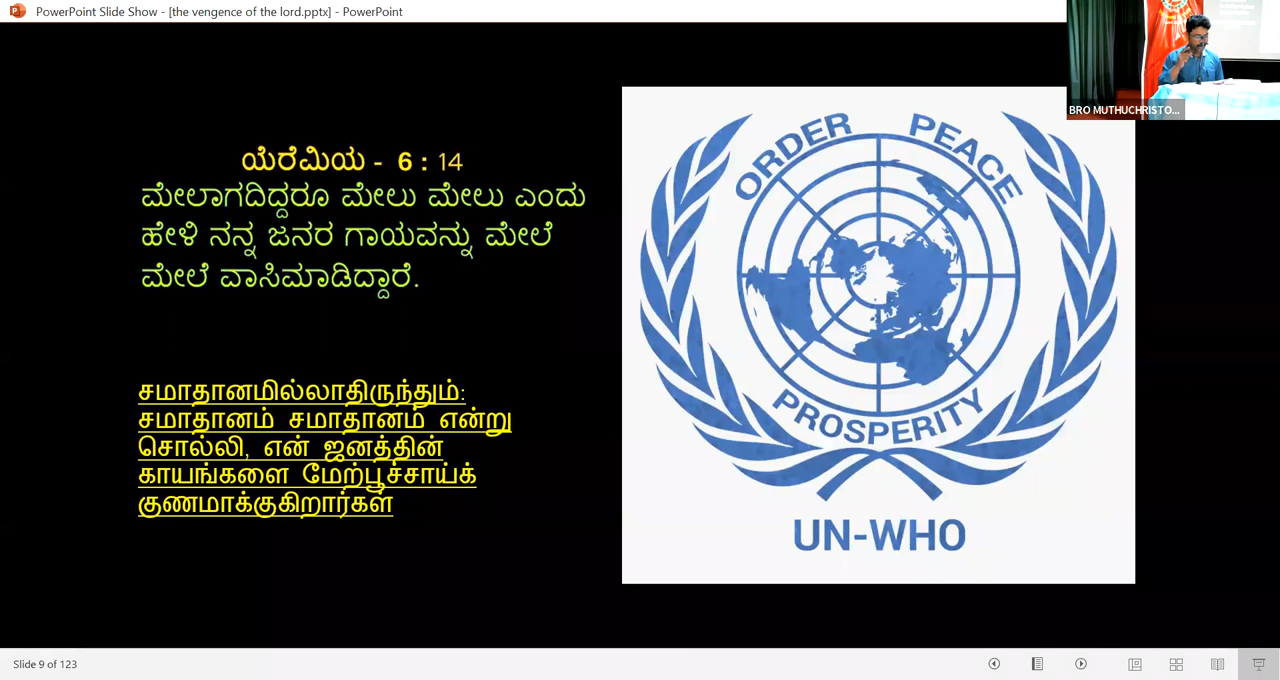 PowerPoint Slide Show - [the vengence of the lord.pptx] - PowerPoint
BRO MUTHUCHRISTO...
ಯೆರೆಮಿಯ - 6 : 14
ಮೇಲಾಗದಿದ್ದರೂ ಮೇಲು ಮೇಲು ಎಂದು
ಹೇಳಿ ನನ್ನ ಜನರ ಗಾಯವನ್ನು ಮೇಲೆ
ಮೇಲೆ ವಾಸಿಮಾಡಿದ್ದಾರೆ.
சமாதானமில்லாதிருந்தும்:
சமாதானம் சமாதானம் என்று
சொல்லி, என் ஜனத்தின்
காயங்களை மேற்பூச்சாய்க்
குணமாக்குகிறார்கள்
ORDER PEACE
PROSPERITY
UN-WHO
Slide 9 of 123